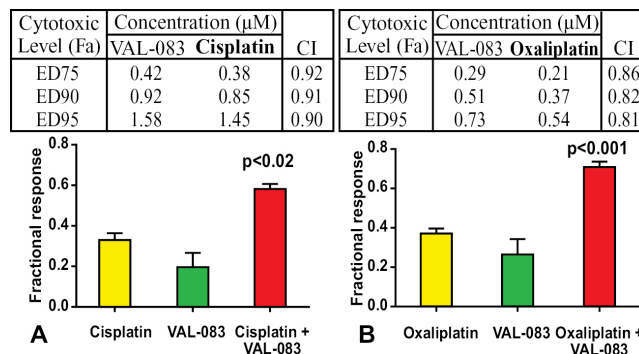 Cytotoxic Level (Fa) Concentration (µM) CI
VAL-083 Cisplatin
ED75 0.42 0.38 0.92
ED90 0.92 0.85 0.91
ED95 1.58 1.45 0.90
Cytotoxic Level (Fa) Concentration (µM) CI
VAL-083 Oxaliplatin
ED75 0.29 0.21 0.86
ED90 0.51 0.37 0.82
ED95 0.73 0.54 0.81
Fractional response
0.8
0.6
0.4
0.2
0.0
p<0.02
Cisplatin VAL-083 Cisplatin +
VAL-083
A
Fractional response
0.8
0.6
0.4
0.2
0.0
p<0.001
Oxaliplatin VAL-083 Oxaliplatin +
VAL-083
B